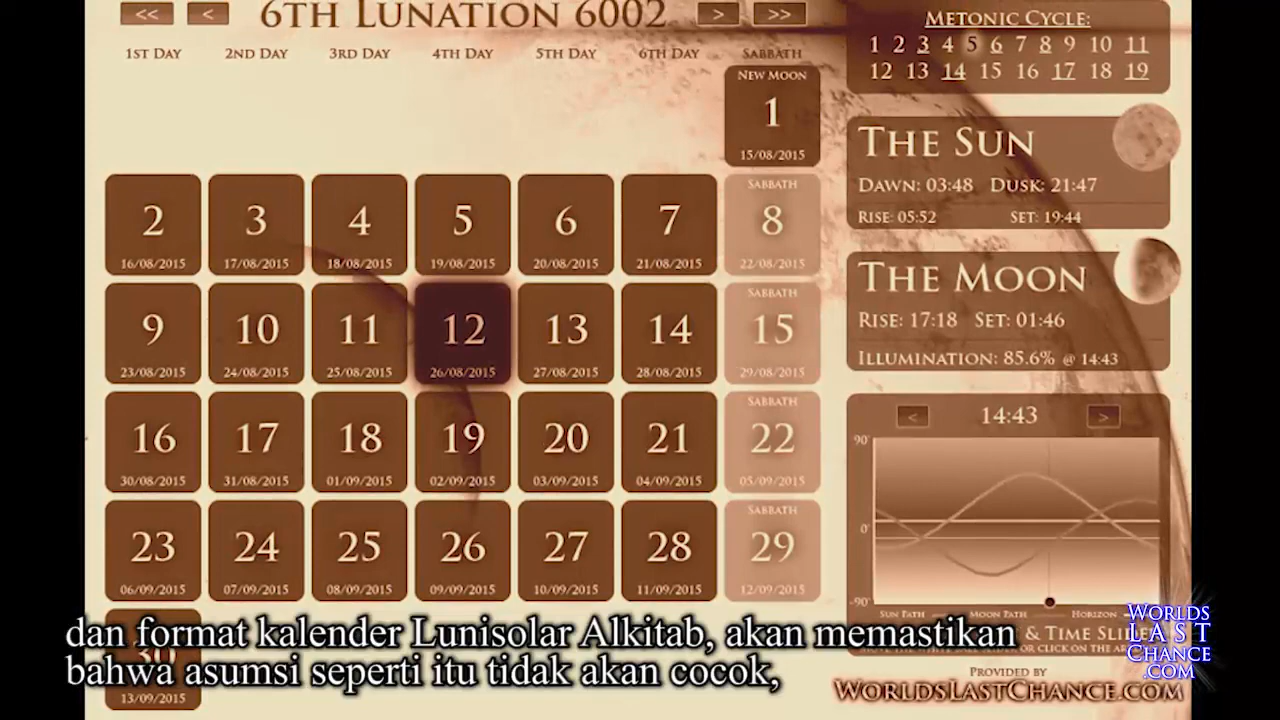 << < 6th Lunation 6002 > >>
1st Day 2nd Day 3rd Day 4th Day 5th Day 6th Day Sabbath
New Moon
1
15/08/2015
Sabbath
2 3 4 5 6 7 8
16/08/2015 17/08/2015 18/08/2015 19/08/2015 20/08/2015 21/08/2015 22/08/2015
Sabbath
9 10 11 12 13 14 15
23/08/2015 24/08/2015 25/08/2015 26/08/2015 27/08/2015 28/08/2015 29/08/2015
Sabbath
16 17 18 19 20 21 22
30/08/2015 31/08/2015 01/09/2015 02/09/2015 03/09/2015 04/09/2015 05/09/2015
Sabbath
23 24 25 26 27 28 29
06/09/2015 07/09/2015 08/09/2015 09/09/2015 10/09/2015 11/09/2015 12/09/2015
30
13/09/2015
Metonic Cycle:
1 2 3 4 5 6 7 8 9 10 11
12 13 14 15 16 17 18 19
The Sun
Dawn: 03:48 Dusk: 21:47
Rise: 05:52 Set: 19:44
The Moon
Rise: 17:18 Set: 01:46
Illumination: 85.6% @ 14:43
< 14:43 >
90°
0°
-90°
Sun Path Moon Path Horizon
& Time
or click on the
Provided by
WorldsLastChance.com
dan format kalender Lunisolar Alkitab, akan memastikan
bahwa asumsi seperti itu tidak akan cocok,
Worlds
Last
Chance
.com